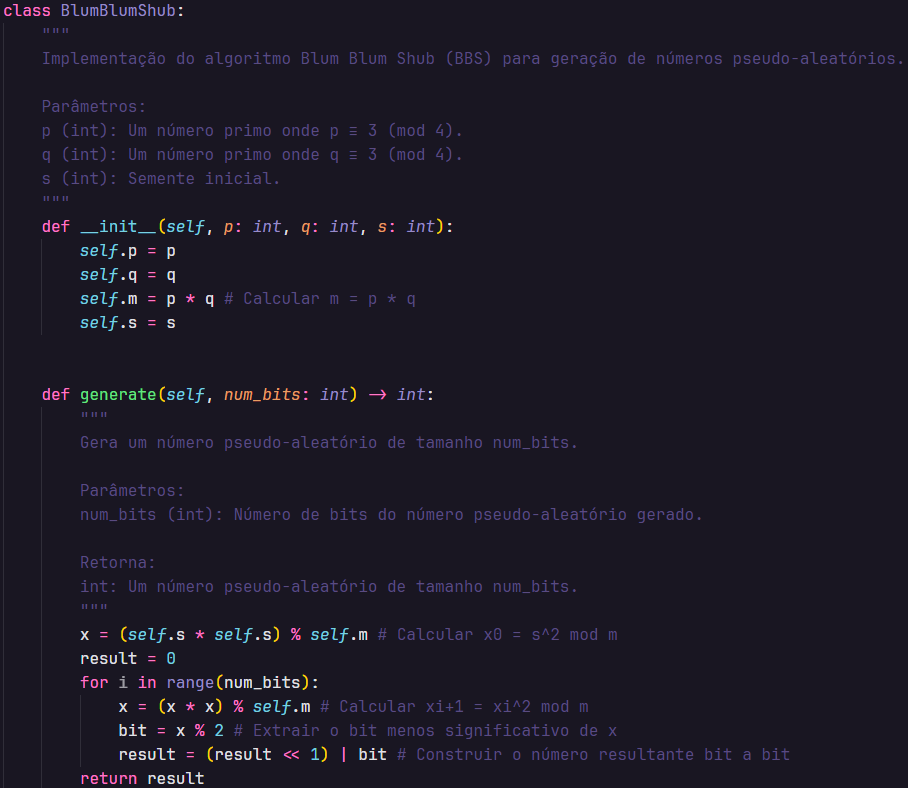 class BlumBlumShub:
    """
    Implementação do algoritmo Blum Blum Shub (BBS) para geração de números pseudo-aleatórios.

    Parâmetros:
    p (int): Um número primo onde p ≡ 3 (mod 4).
    q (int): Um número primo onde q ≡ 3 (mod 4).
    s (int): Semente inicial.
    """
    def __init__(self, p: int, q: int, s: int):
        self.p = p
        self.q = q
        self.m = p * q # Calcular m = p * q
        self.s = s


    def generate(self, num_bits: int) -> int:
        """
        Gera um número pseudo-aleatório de tamanho num_bits.

        Parâmetros:
        num_bits (int): Número de bits do número pseudo-aleatório gerado.

        Retorna:
        int: Um número pseudo-aleatório de tamanho num_bits.
        """
        x = (self.s * self.s) % self.m # Calcular x0 = s^2 mod m
        result = 0
        for i in range(num_bits):
            x = (x * x) % self.m # Calcular xi+1 = xi^2 mod m
            bit = x % 2 # Extrair o bit menos significativo de x
            result = (result << 1) | bit # Construir o número resultante bit a bit
        return result